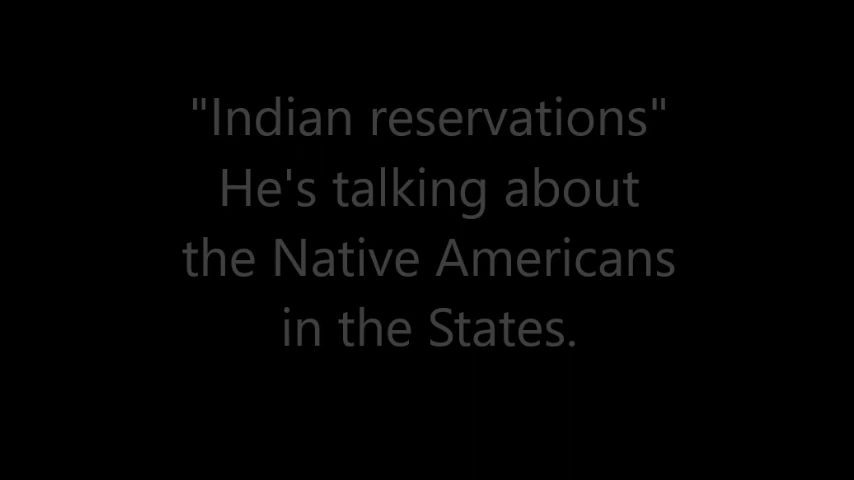 "Indian reservations"
He's talking about
the Native Americans
in the States.